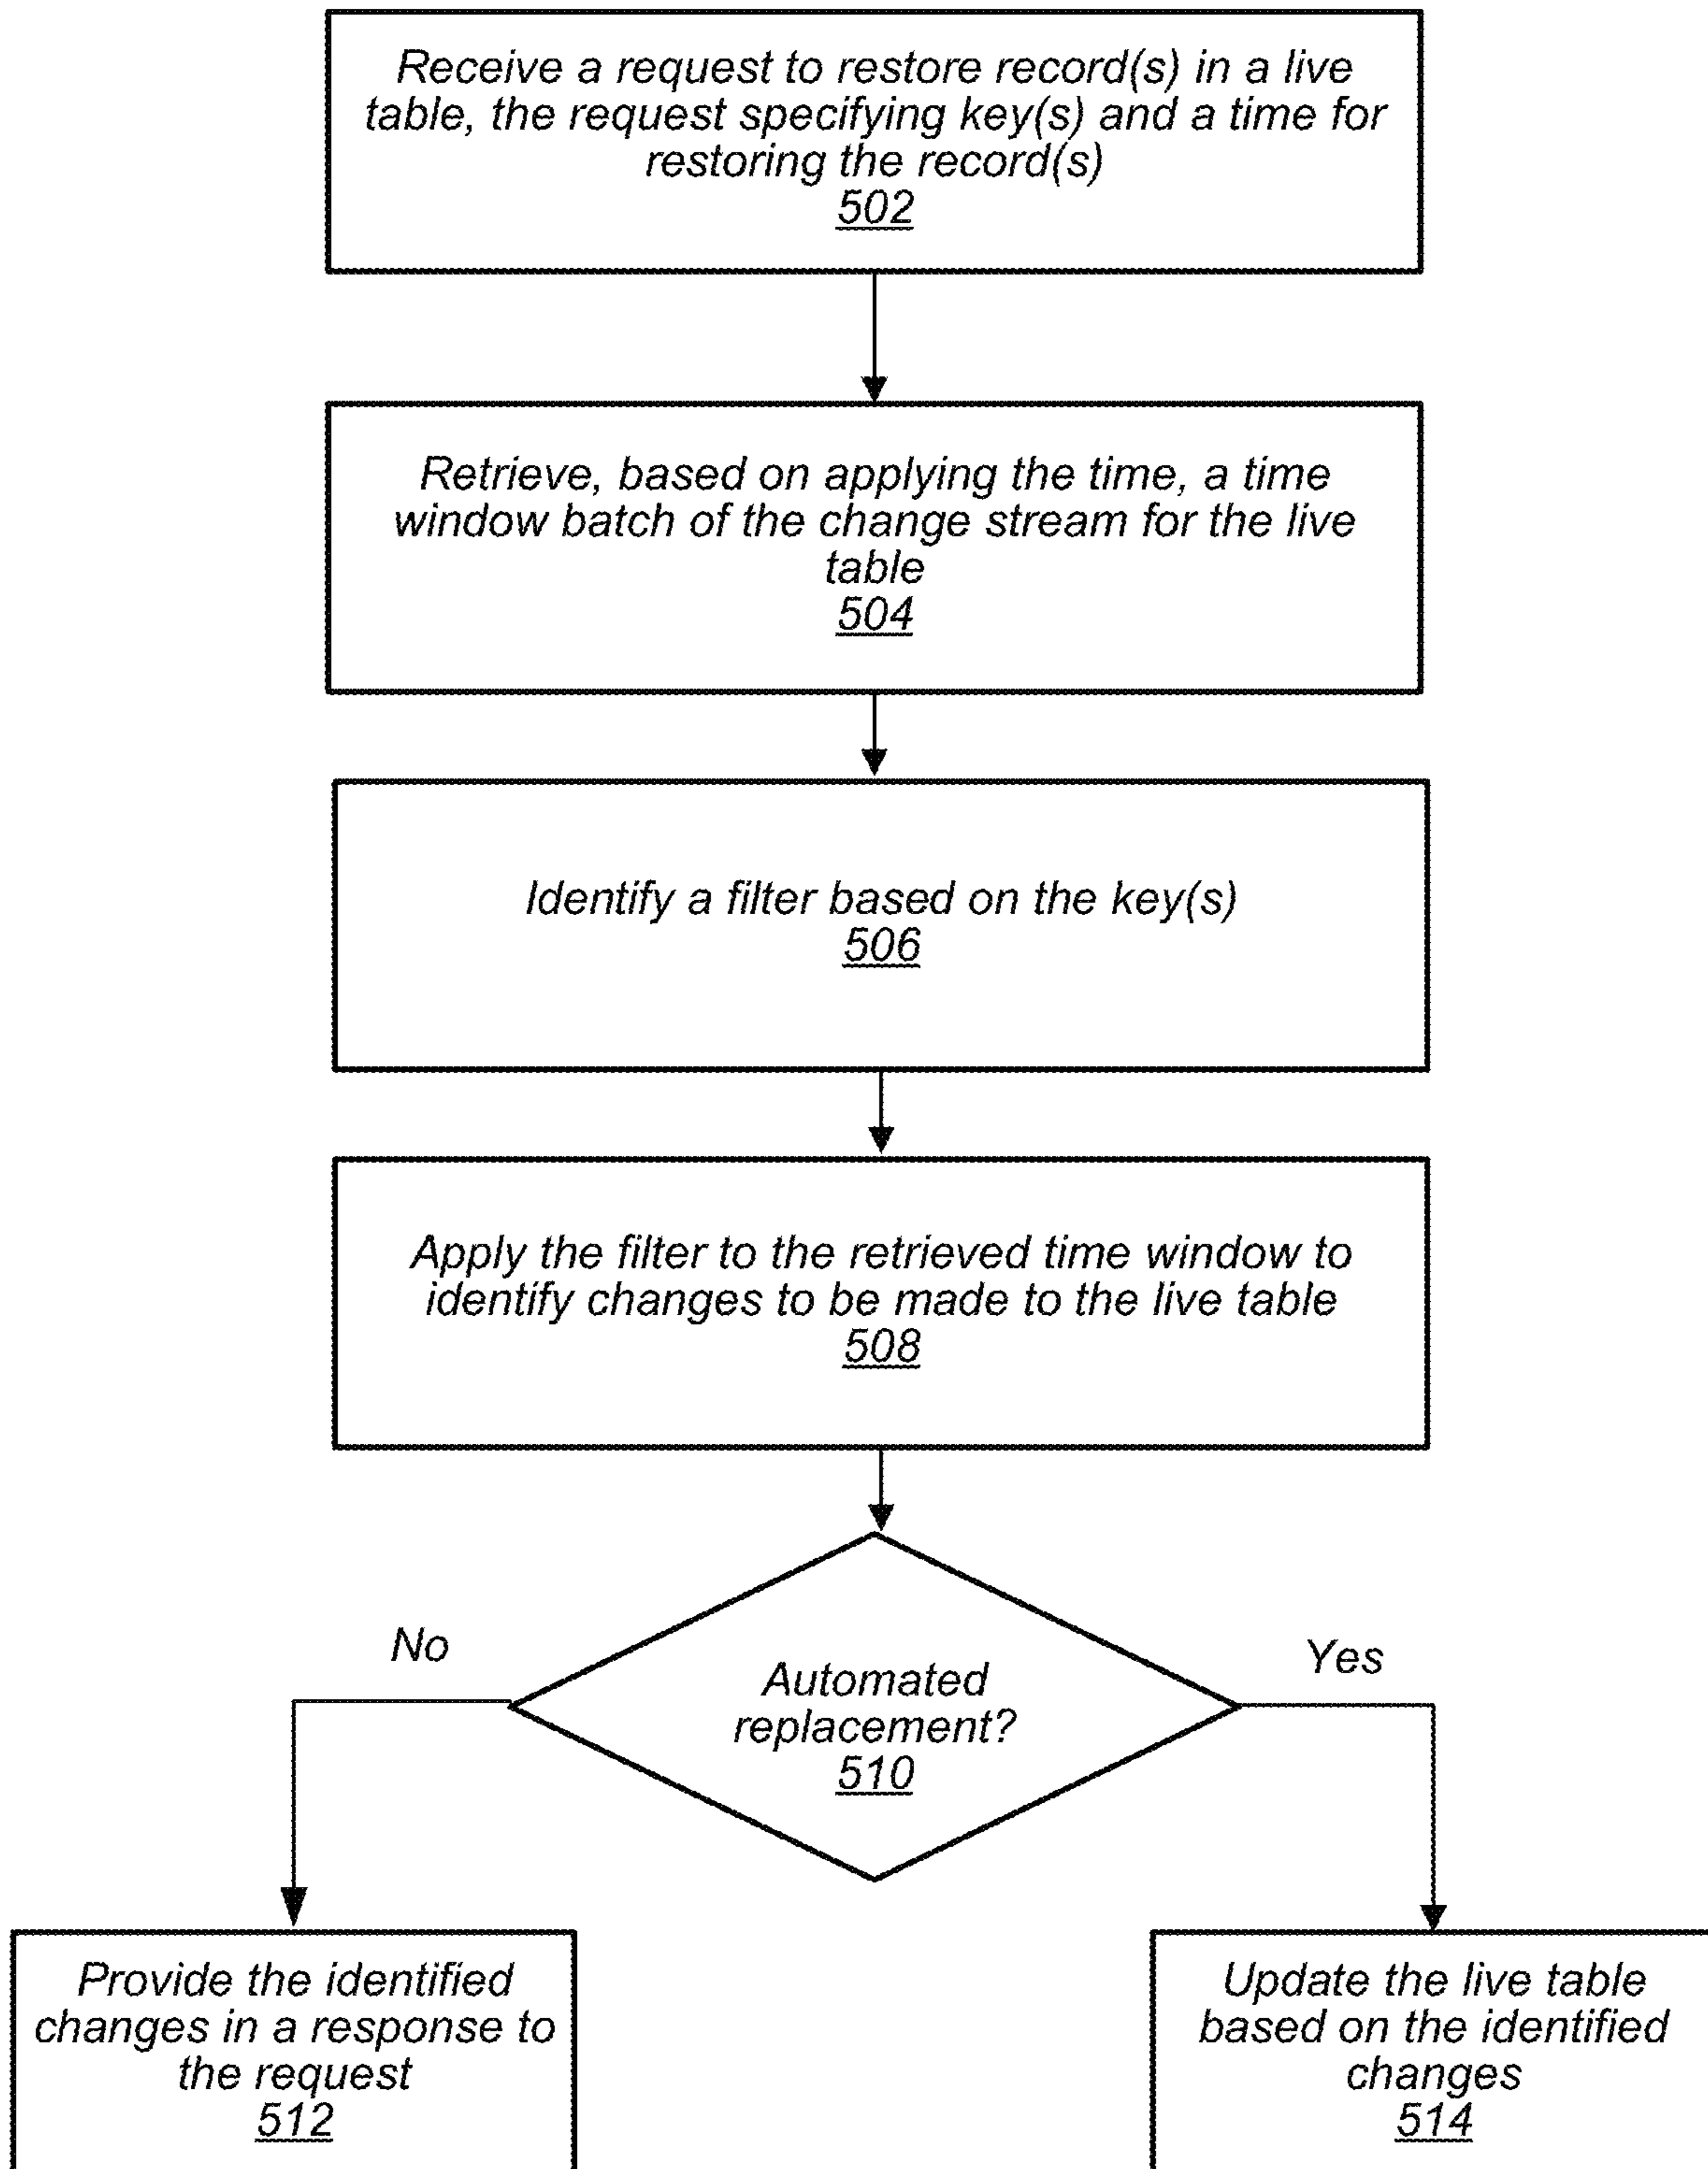 Receive a request to restore record(s) in a live
table, the request specifying key(s) and a time for
restoring the record(s)
502
Retrieve, based on applying the time, a time
window batch of the change stream for the live
table
504
Identify a filter based on the key(s)
506
Apply the filter to the retrieved time window to
identify changes to be made to the live table
508
No
Yes
Automated
replacement?
510
Provide the identified
changes in a response to
the request
512
Update the live table
based on the identified
changes
514